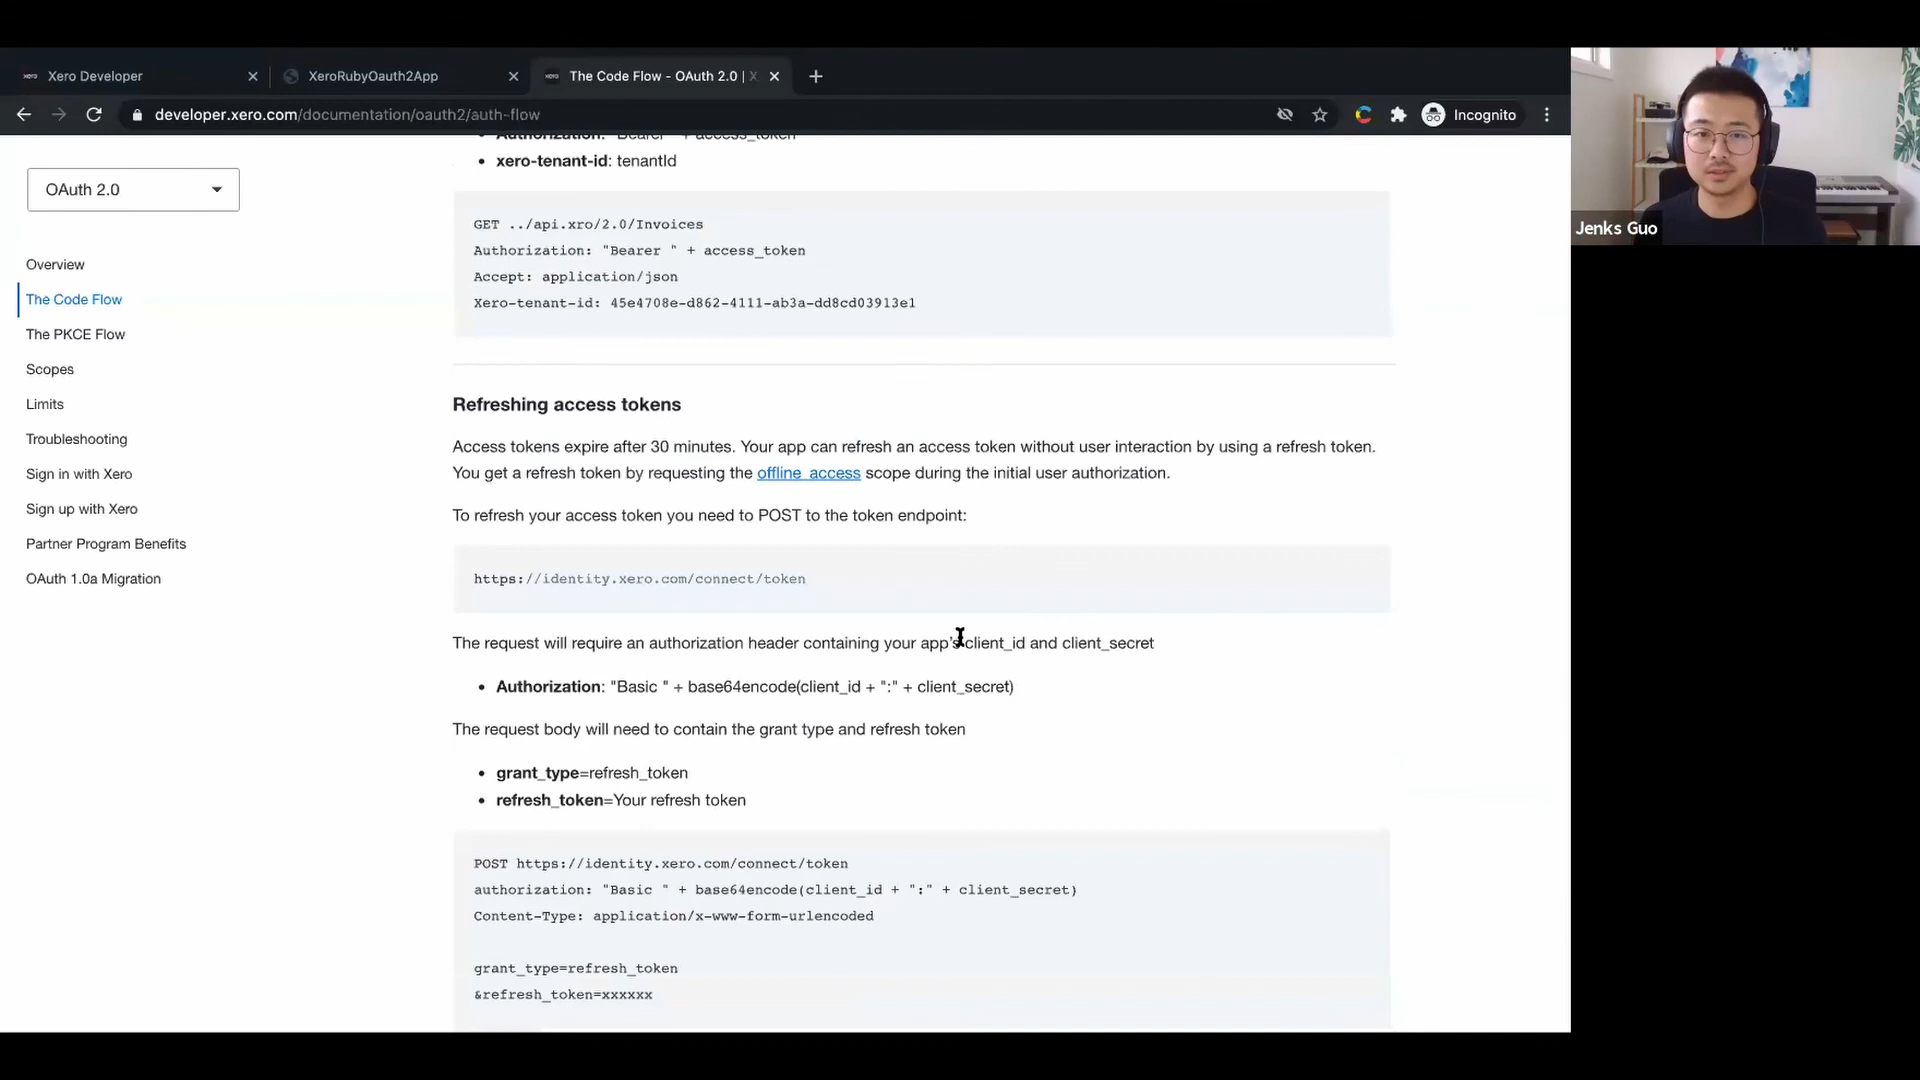 xero Xero Developer
XeroRubyOauth2App
xero The Code Flow - OAuth 2.0 | X
developer.xero.com/documentation/oauth2/auth-flow
Incognito
Jenks Guo
OAuth 2.0
Overview
The Code Flow
The PKCE Flow
Scopes
Limits
Troubleshooting
Sign in with Xero
Sign up with Xero
Partner Program Benefits
OAuth 1.0a Migration
• Authorization: "Bearer " + access_token
• xero-tenant-id: tenantId
GET ../api.xro/2.0/Invoices
Authorization: "Bearer " + access_token
Accept: application/json
Xero-tenant-id: 45e4708e-d862-4111-ab3a-dd8cd03913e1
Refreshing access tokens
Access tokens expire after 30 minutes. Your app can refresh an access token without user interaction by using a refresh token.
You get a refresh token by requesting the offline_access scope during the initial user authorization.
To refresh your access token you need to POST to the token endpoint:
https://identity.xero.com/connect/token
The request will require an authorization header containing your app's client_id and client_secret
• Authorization: "Basic " + base64encode(client_id + ":" + client_secret)
The request body will need to contain the grant type and refresh token
• grant_type=refresh_token
• refresh_token=Your refresh token
POST https://identity.xero.com/connect/token
authorization: "Basic " + base64encode(client_id + ":" + client_secret)
Content-Type: application/x-www-form-urlencoded
grant_type=refresh_token
&refresh_token=xxxxxx